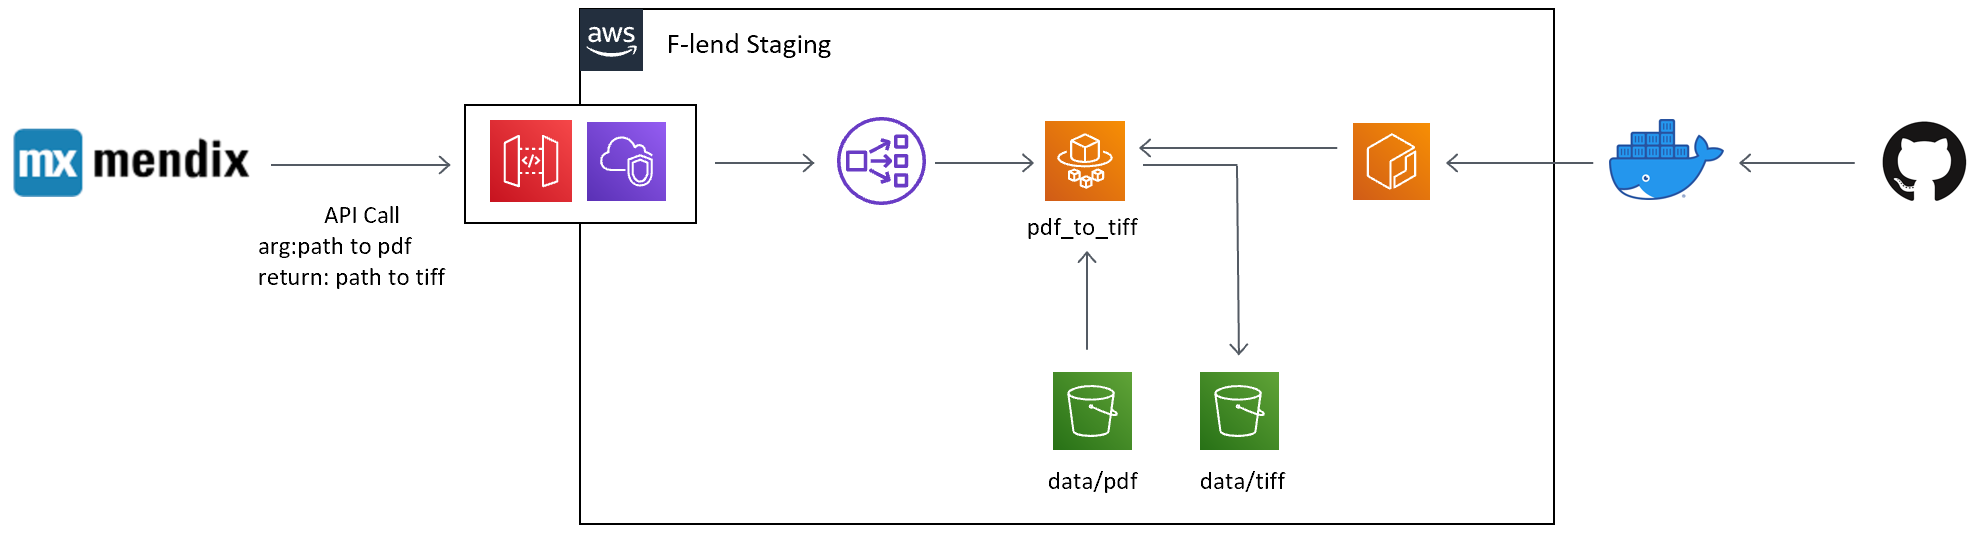 aws
F-lend Staging
mx mendix
API Call
arg:path to pdf
return: path to tiff
</>
pdf_to_tiff
data/pdf
data/tiff